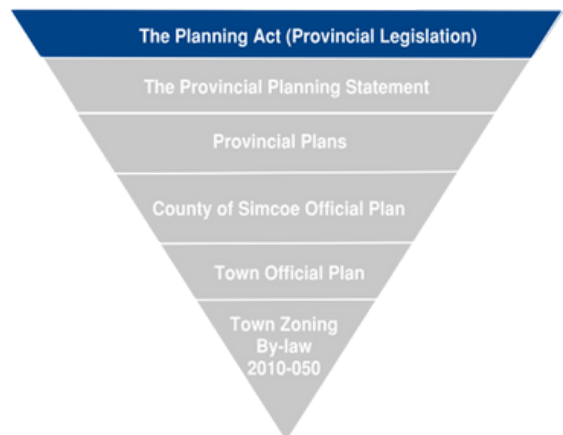 The Planning Act (Provincial Legislation)
The Provincial Planning Statement
Provincial Plans
County of Simcoe Official Plan
Town Official Plan
Town Zoning
By-law
2010-050